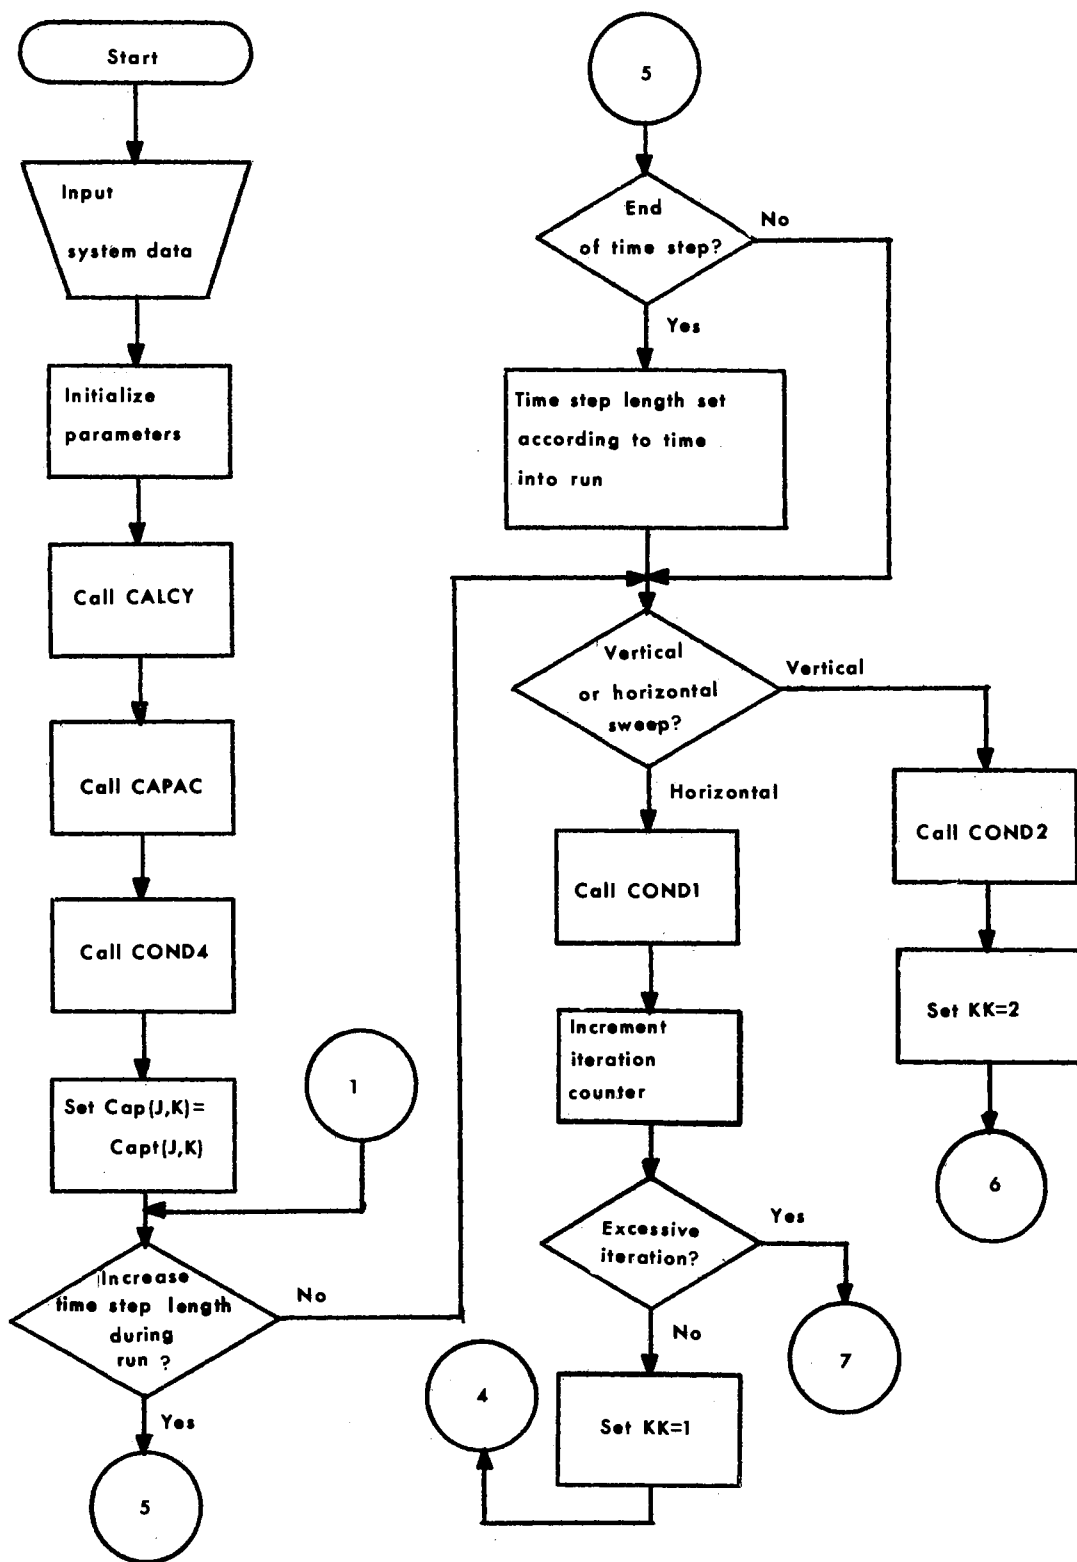 Start
Input
system data
Initialize
parameters
Call CALCY
Call CAPAC
Call COND4
Set Cap(J,K)=
Capt(J,K)
1
Increase
time step length
during
run ?
No
Yes
5
5
End
of time step?
No
Yes
Time step length set
according to time
into run
Vertical
or horizontal
sweep?
Vertical
Horizontal
Call COND1
Call COND2
Set KK=2
6
Increment
iteration
counter
Excessive
iteration?
Yes
7
No
Set KK=1
4